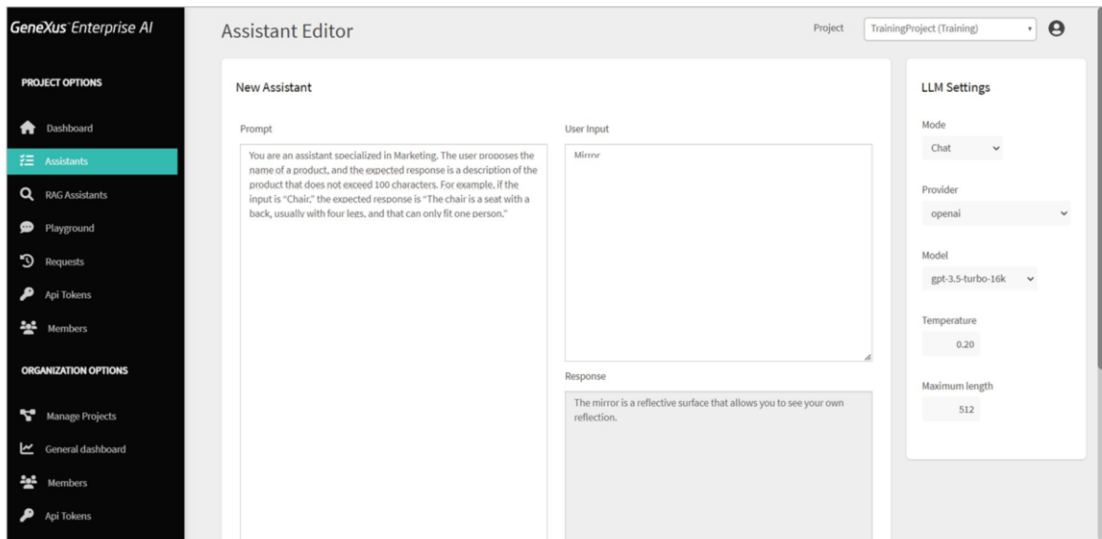 GeneXus™ Enterprise AI
PROJECT OPTIONS
Dashboard
Assistants
RAG Assistants
Playground
Requests
Api Tokens
Members
ORGANIZATION OPTIONS
Manage Projects
General dashboard
Members
Api Tokens
Assistant Editor
Project
TrainingProject (Training)
New Assistant
Prompt
You are an assistant specialized in Marketing. The user proposes the
name of a product, and the expected response is a description of the
product that does not exceed 100 characters. For example, if the
input is “Chair,” the expected response is “The chair is a seat with a
back, usually with four legs, and that can only fit one person.”
User Input
Mirror
Response
The mirror is a reflective surface that allows you to see your own
reflection.
LLM Settings
Mode
Chat
Provider
openai
Model
gpt-3.5-turbo-16k
Temperature
0.20
Maximum length
512